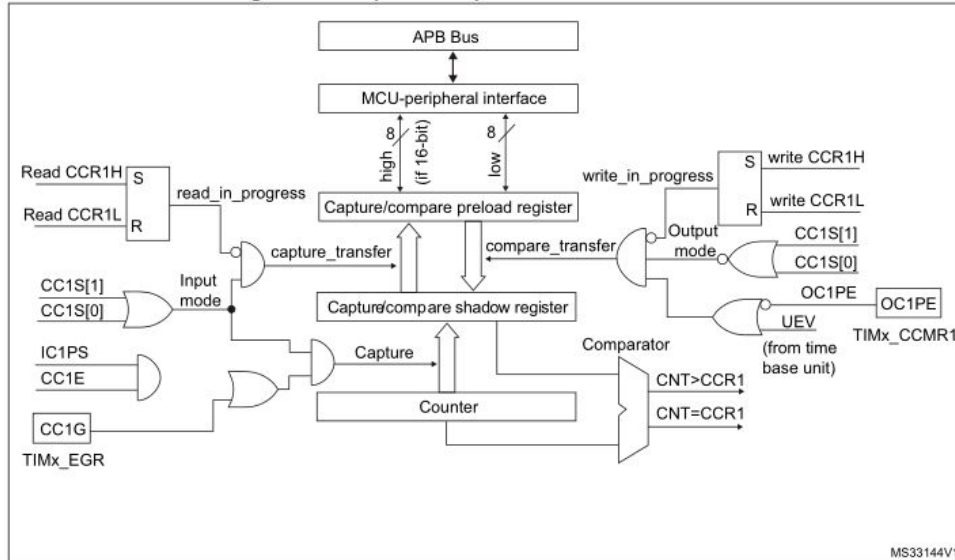 APB Bus
MCU-peripheral interface
8
high
(if 16-bit)
8
low
Read CCR1H
S
read_in_progress
Read CCR1L
R
write_in_progress
S
write CCR1H
R
write CCR1L
Capture/compare preload register
capture_transfer
compare_transfer
Output
mode
CC1S[1]
CC1S[0]
CC1S[1]
CC1S[0]
Input
mode
Capture/compare shadow register
OC1PE
OC1PE
UEV
TIMx_CCMR1
(from time
base unit)
IC1PS
CC1E
Capture
Comparator
CNT>CCR1
CNT=CCR1
Counter
CC1G
TIMx_EGR